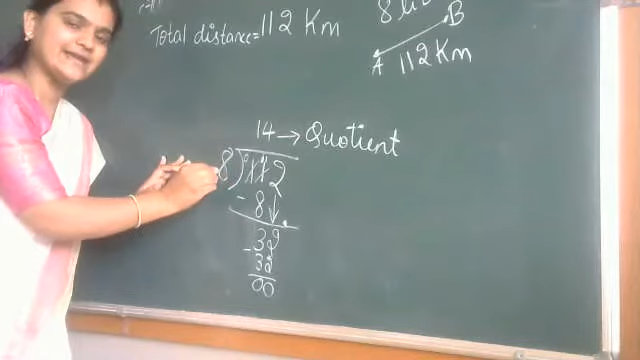 Total distance=112 Km
B
A 112 Km
14 → Quotient
8)112
- 8↓
32
- 32
00